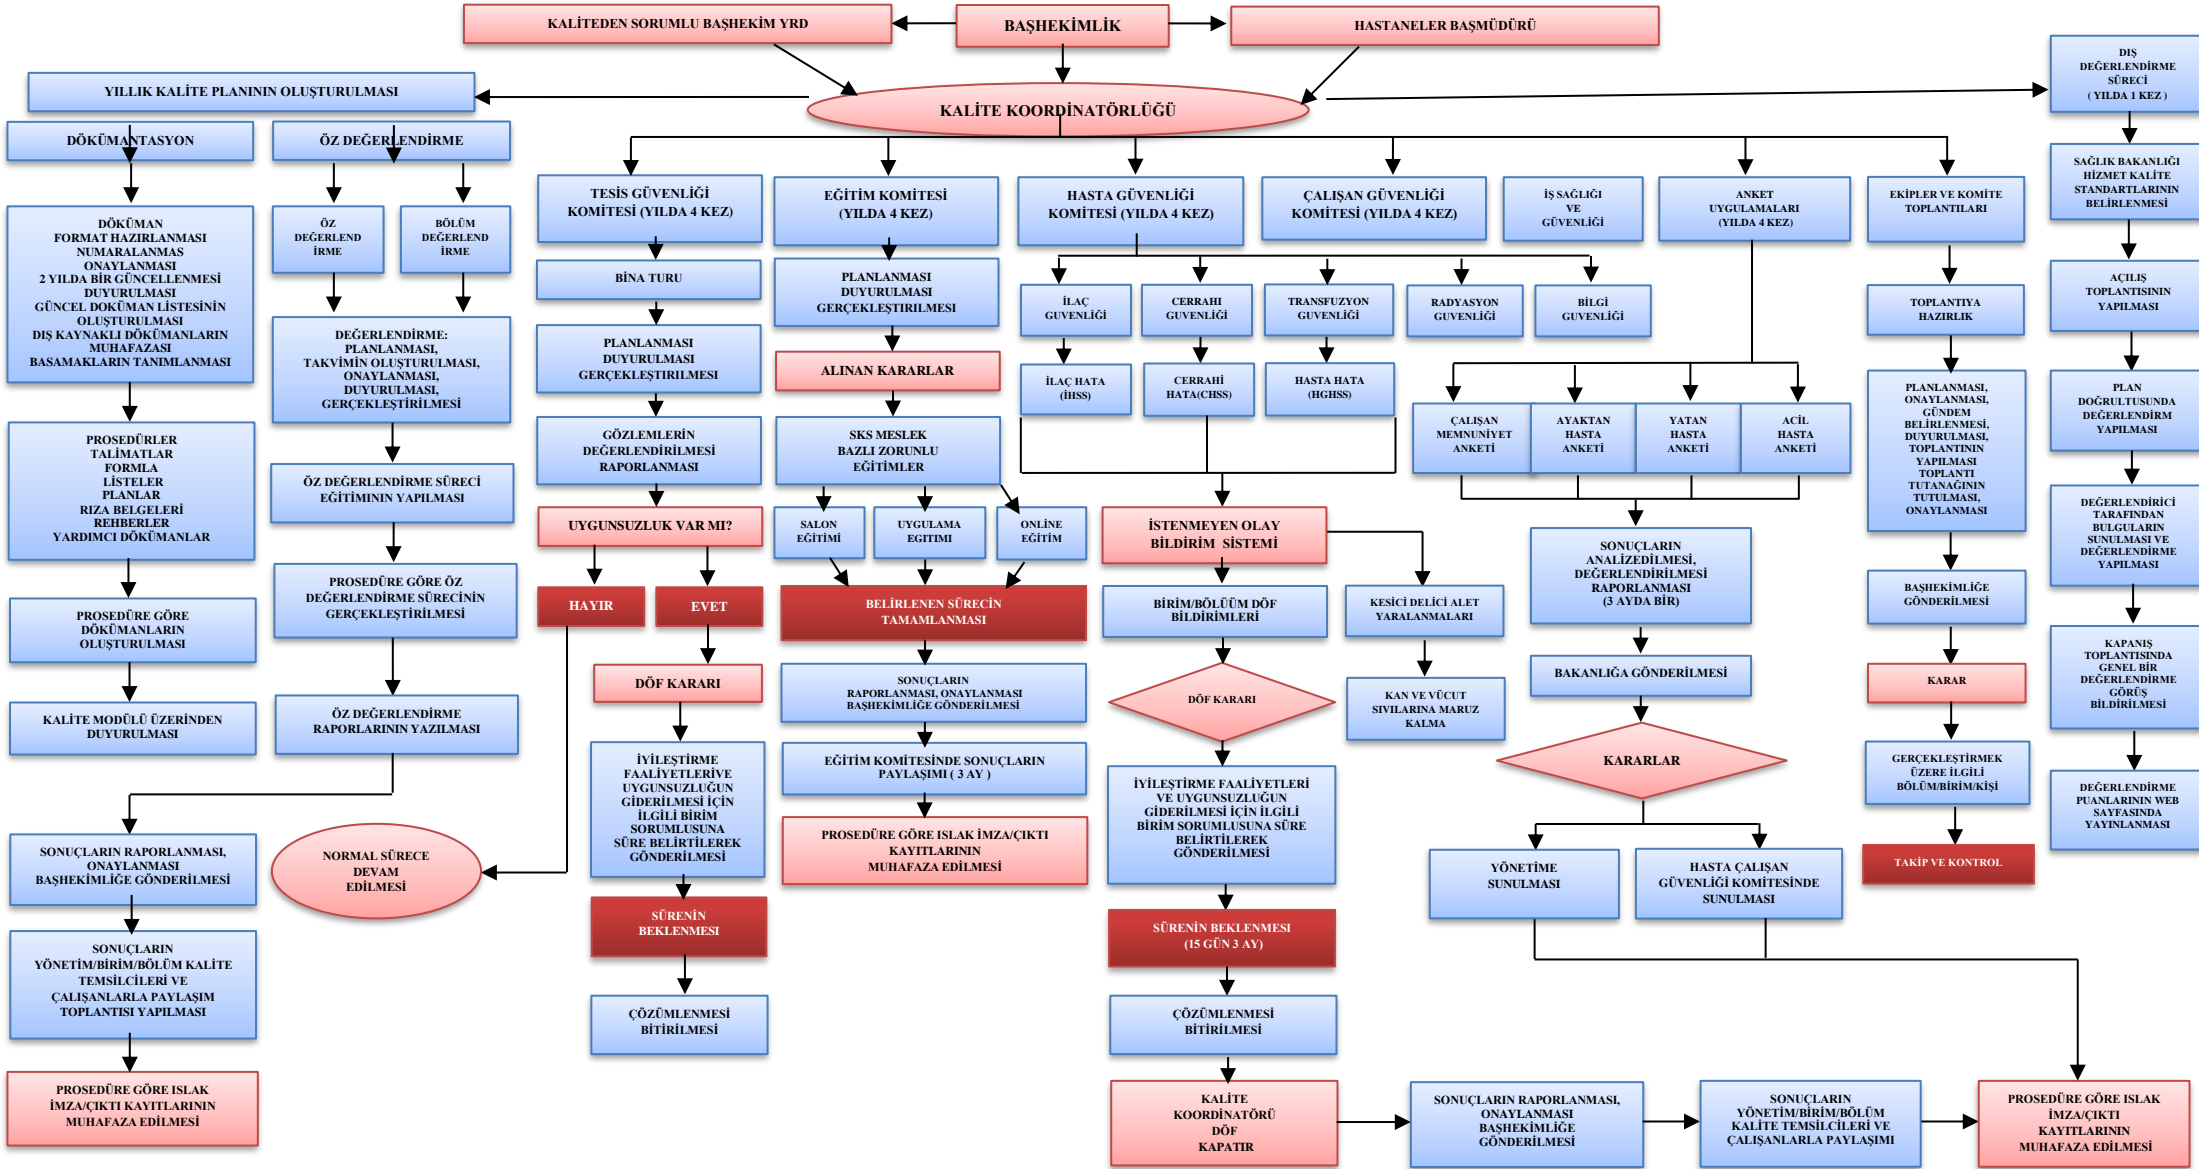 KALİTEDEN SORUMLU BAŞHEKİM YRD
BAŞHEKİMLİK
HASTANELER BAŞMÜDÜRÜ
KALİTE KOORDİNATÖRLÜĞÜ
YILLIK KALİTE PLANININ OLUŞTURULMASI
DÖKÜMANTASYON
DÖKÜMAN
FORMAT HAZIRLANMASI
NUMARALANMAS
ONAYLANMASI
2 YILDA BİR GÜNCELLENMESİ
DUYURULMASI
GÜNCEL DOKÜMAN LİSTESİNİN
OLUŞTURULMASI
DIŞ KAYNAKLI DÖKÜMANLARIN
MUHAFAZASI
BASAMAKLARIN TANIMLANMASI
PROSEDÜRLER
TALİMATLAR
FORMLA
LİSTELER
PLANLAR
RIZA BELGELERİ
REHBERLER
YARDIMCI DÖKÜMANLAR
PROSEDÜRE GÖRE
DÖKÜMANLARIN
OLUŞTURULMASI
KALİTE MODÜLÜ ÜZERİNDEN
DUYURULMASI
ÖZ DEĞERLENDİRME
ÖZ
DEĞERLEND
İRME
BÖLÜM
DEĞERLEND
İRME
DEĞERLENDİRME:
PLANLANMASI,
TAKVİMİN OLUŞTURULMASI,
ONAYLANMASI,
DUYURULMASI,
GERÇEKLEŞTİRİLMESİ
ÖZ DEĞERLENDİRME SÜRECİ
EĞİTİMININ YAPILMASI
PROSEDÜRE GÖRE ÖZ
DEĞERLENDİRME SÜRECİNİN
GERÇEKLEŞTİRİLMESİ
ÖZ DEĞERLENDİRME
RAPORLARININ YAZILMASI
SONUÇLARIN RAPORLANMASI,
ONAYLANMASI
BAŞHEKİMLİĞE GÖNDERİLMESİ
SONUÇLARIN
YÖNETİM/BİRİM/BÖLÜM KALİTE
TEMSİLCİLERİ VE
ÇALIŞANLARLA PAYLAŞIM
TOPLANTISI YAPILMASI
PROSEDÜRE GÖRE ISLAK
İMZA/ÇIKTI KAYITLARININ
MUHAFAZA EDİLMESİ
TESİS GÜVENLİĞİ
KOMİTESİ (YILDA 4 KEZ)
BİNA TURU
PLANLANMASI
DUYURULMASI
GERÇEKLEŞTIRILMESI
GÖZLEMLERİN
DEĞERLENDİRİLMESİ
RAPORLANMASI
UYGUNSUZLUK VAR MI?
HAYIR
EVET
NORMAL SÜRECE
DEVAM
EDİLMESİ
DÖF KARARI
İYİLEŞTİRME
FAALİYETLERİVE
UYGUNSUZLUĞUN
GİDERİLMESİ İÇİN
İLGİLİ BİRİM
SORUMLUSUNA
SÜRE BELİRTİLEREK
GÖNDERİLMESİ
SÜRENİN
BEKLENMESI
ÇÖZÜMLENMESİ
BİTİRİLMESİ
EĞİTİM KOMİTESİ
(YILDA 4 KEZ)
PLANLANMASI
DUYURULMASI
GERÇEKLEŞTIRILMESI
ALINAN KARARLAR
SKS MESLEK
BAZLI ZORUNLU
EĞİTİMLER
SALON
EĞİTİMİ
UYGULAMA
EGITIMI
ONLİNE
EĞİTİM
BELİRLENEN SÜRECİN
TAMAMLANMASI
SONUÇLARIN
RAPORLANMASI, ONAYLANMASI
BAŞHEKİMLİĞE GÖNDERİLMESİ
EĞİTİM KOMİTESİNDE SONUÇLARIN
PAYLAŞIMI ( 3 AY )
PROSEDÜRE GÖRE ISLAK İMZA/ÇIKTI
KAYITLARININ
MUHAFAZA EDİLMESİ
HASTA GÜVENLİĞİ
KOMİTESİ (YILDA 4 KEZ)
İLAÇ
GUVENLİĞİ
CERRAHI
GUVENLİĞİ
TRANSFUZYON
GUVENLİĞİ
RADYASYON
GUVENLİĞİ
BİLGİ
GUVENLİĞİ
İLAÇ HATA
(İHSS)
CERRAHİ
HATA(CHSS)
HASTA HATA
(HGHSS)
İSTENMEYEN OLAY
BİLDİRİM  SİSTEMİ
BİRİM/BÖLÜÜM DÖF
BİLDIRIMLERİ
DÖF KARARI
İYİLEŞTİRME FAALİYETLERİ
VE UYGUNSUZLUĞUN
GİDERİLMESİ İÇİN İLGİLİ
BİRİM SORUMLUSUNA SÜRE
BELİRTİLEREK
GÖNDERİLMESİ
SÜRENİN BEKLENMESI
(15 GÜN 3 AY)
ÇÖZÜMLENMESİ
BİTİRİLMESİ
KALİTE
KOORDİNATÖRÜ
DÖF
KAPATIR
KESİCİ DELİCİ ALET
YARALANMALARI
KAN VE VÜCUT
SIVILARINA MARUZ
KALMA
ÇALIŞAN GÜVENLİĞİ
KOMİTESİ (YILDA 4 KEZ)
İŞ SAĞLIĞI
VE
GÜVENLİĞİ
ANKET
UYGULAMALARI
(YILDA 4 KEZ)
ÇALIŞAN
MEMNUNİYET
ANKETİ
AYAKTAN
HASTA
ANKETİ
YATAN
HASTA
ANKETİ
ACİL
HASTA
ANKETİ
SONUÇLARIN
ANALİZEDİLMESİ,
DEĞERLENDİRİLMESİ
RAPORLANMASI
(3 AYDA BİR)
BAKANLIĞA GÖNDERİLMESİ
KARARLAR
YÖNETİME
SUNULMASI
HASTA ÇALIŞAN
GÜVENLİĞİ KOMİTESİNDE
SUNULMASI
SONUÇLARIN RAPORLANMASI,
ONAYLANMASI
BAŞHEKİMLİĞE
GÖNDERİLMESİ
SONUÇLARIN
YÖNETİM/BİRİM/BÖLÜM
KALİTE TEMSİLCİLERİ VE
ÇALIŞANLARLA PAYLAŞIMI
PROSEDÜRE GÖRE ISLAK
İMZA/ÇIKTI
KAYITLARININ
MUHAFAZA EDİLMESİ
EKİPLER VE KOMİTE
TOPLANTILARI
TOPLANTIYA
HAZIRLIK
PLANLANMASI,
ONAYLANMASI,
GÜNDEM
BELİRLENMESİ,
DUYURULMASI,
TOPLANTININ
YAPILMASI
TOPLANTI
TUTANAĞININ
TUTULMASI,
ONAYLANMASI
BAŞHEKİMLİĞE
GÖNDERİLMESİ
KARAR
GERÇEKLEŞTİRMEK
ÜZERE İLGİLİ
BÖLÜM/BİRİM/KİŞİ
TAKİP VE KONTROL
DIŞ
DEĞERLENDİRME
SÜRECİ
( YILDA 1 KEZ )
SAĞLIK BAKANLIĞI
HİZMET KALİTE
STANDARTLARININ
BELİRLENMESİ
AÇILIŞ
TOPLANTISININ
YAPILMASI
PLAN
DOĞRULTUSUNDA
DEĞERLENDİRM
YAPILMASI
DEĞERLENDİRİCİ
TARAFINDAN
BULGULARIN
SUNULMASI VE
DEĞERLENDİRME
YAPILMASI
KAPANIŞ
TOPLANTISINDA
GENEL BİR
DEĞERLENDİRME
GÖRÜŞ
BİLDİRİLMESİ
DEĞERLENDİRME
PUANLARININ WEB
SAYFASINDA
YAYINLANMASI